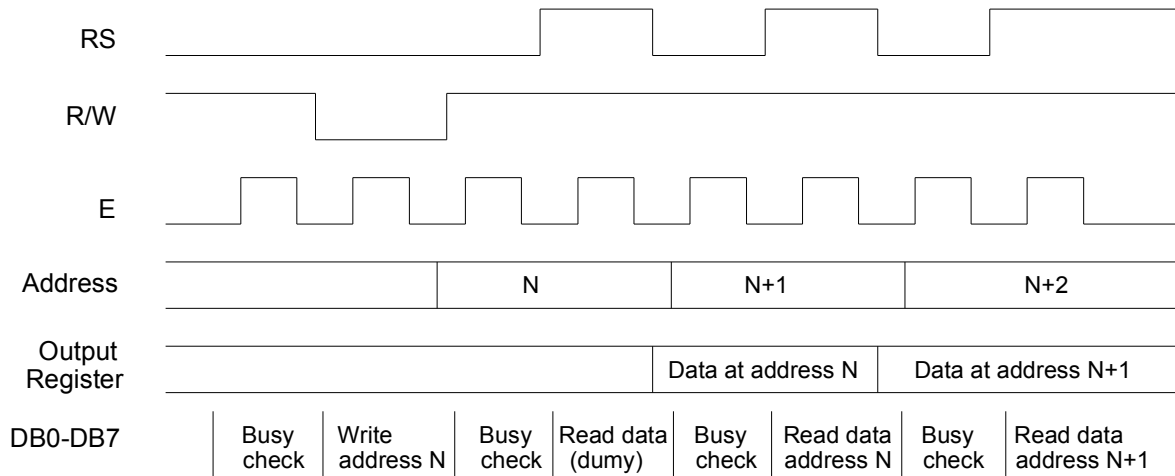 RS
R/W
E
Address N N+1 N+2
Output
Register Data at address N Data at address N+1
DB0-DB7 Busy Write Busy Read data Busy Read data Busy Read data
check address N check (dumy) check address N check address N+1